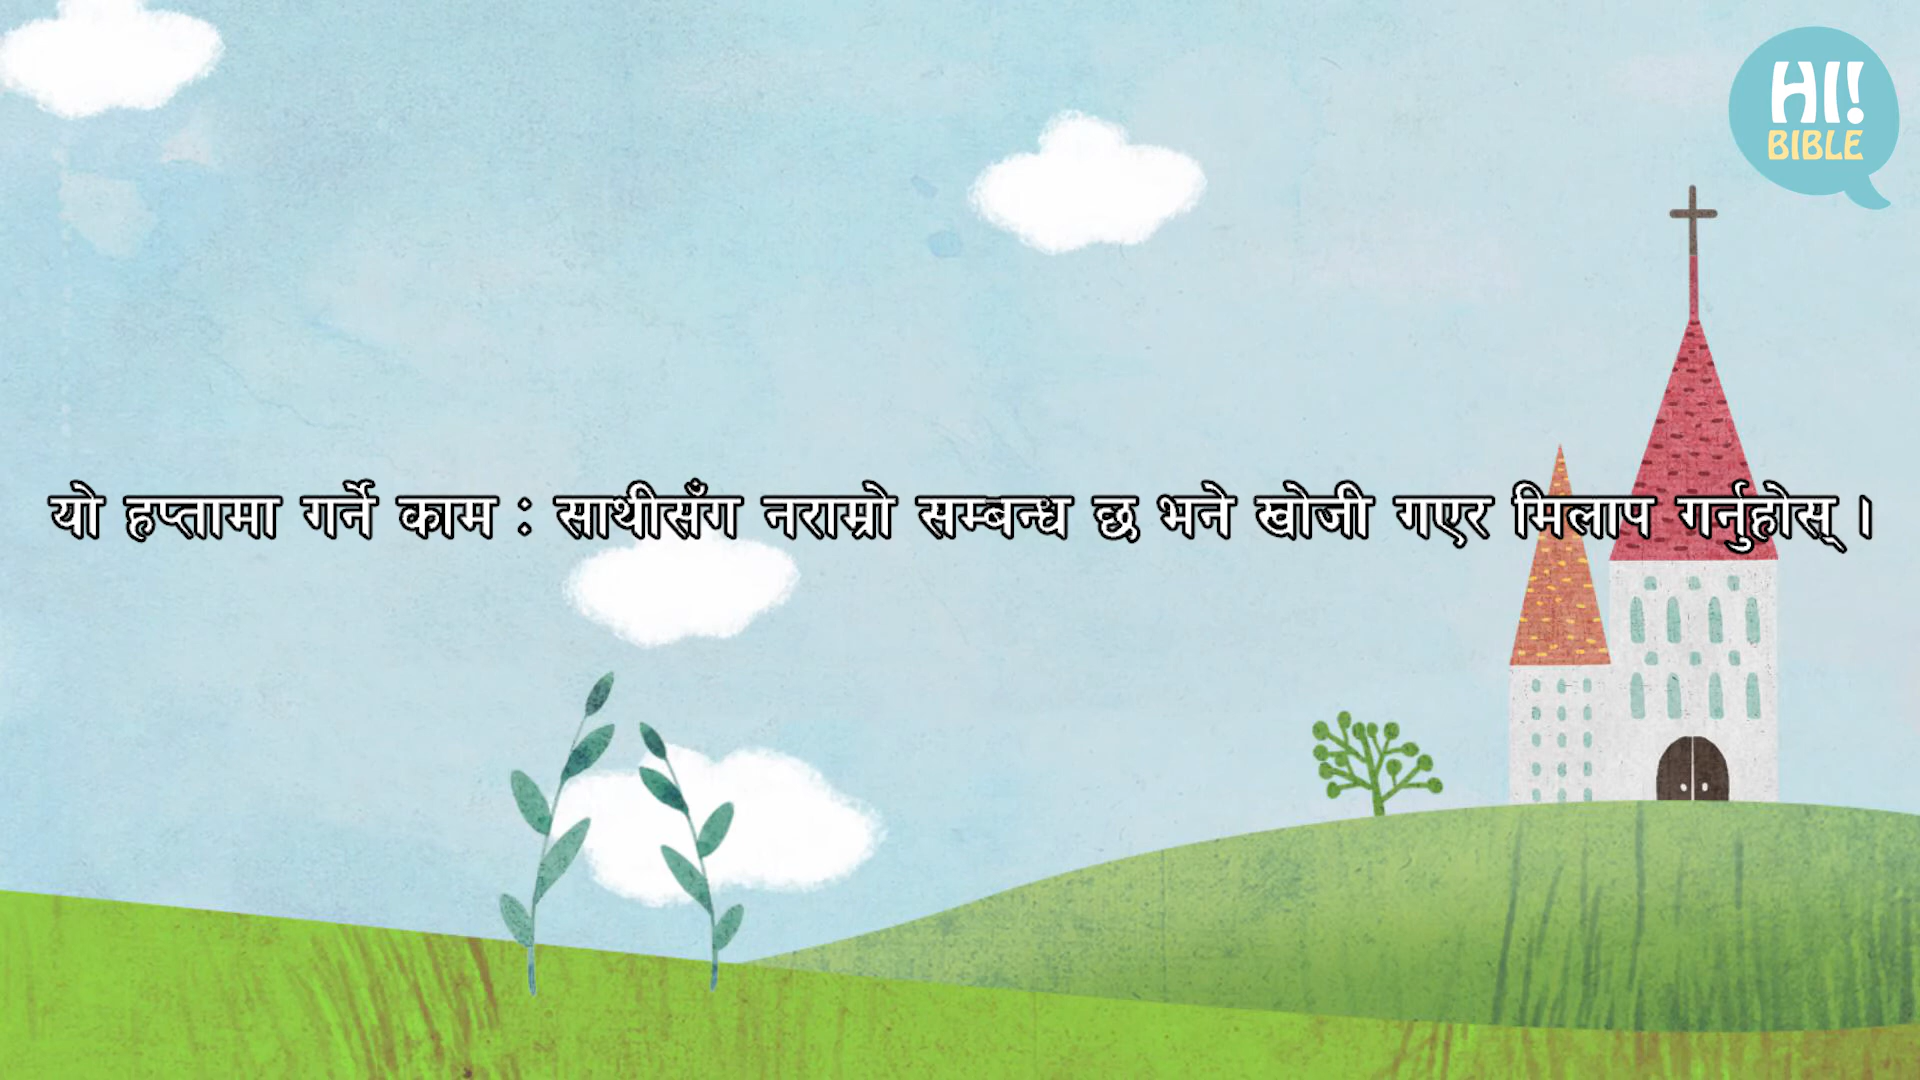 HI!
BIBLE
यो हप्तामा गर्ने काम : साथीसँग नराम्रो सम्बन्ध छ भने खोजी गएर मिलाप गर्नुहोस् ।